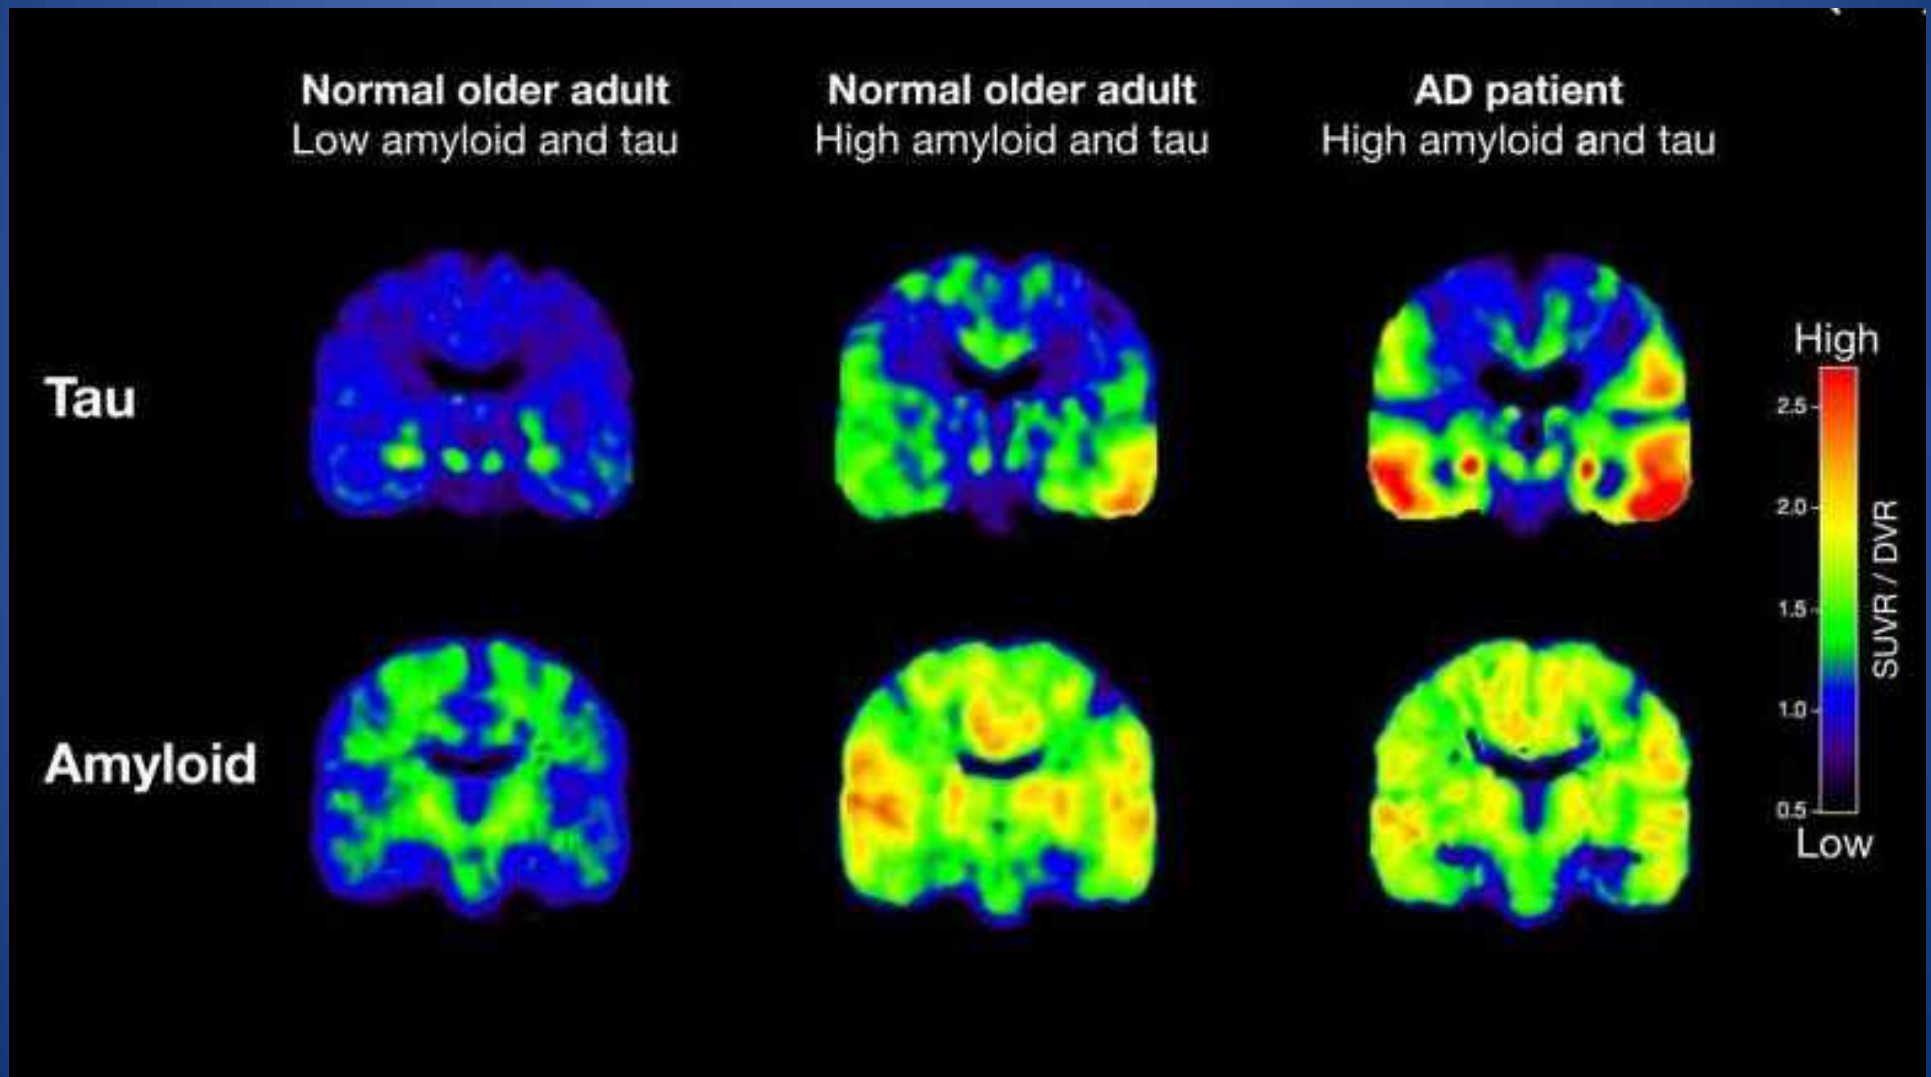 Normal older adult
Low amyloid and tau
Normal older adult
High amyloid and tau
AD patient
High amyloid and tau
Tau
Amyloid
High
2.5
2.0
1.5
1.0
0.5
Low
SUVR / DVR